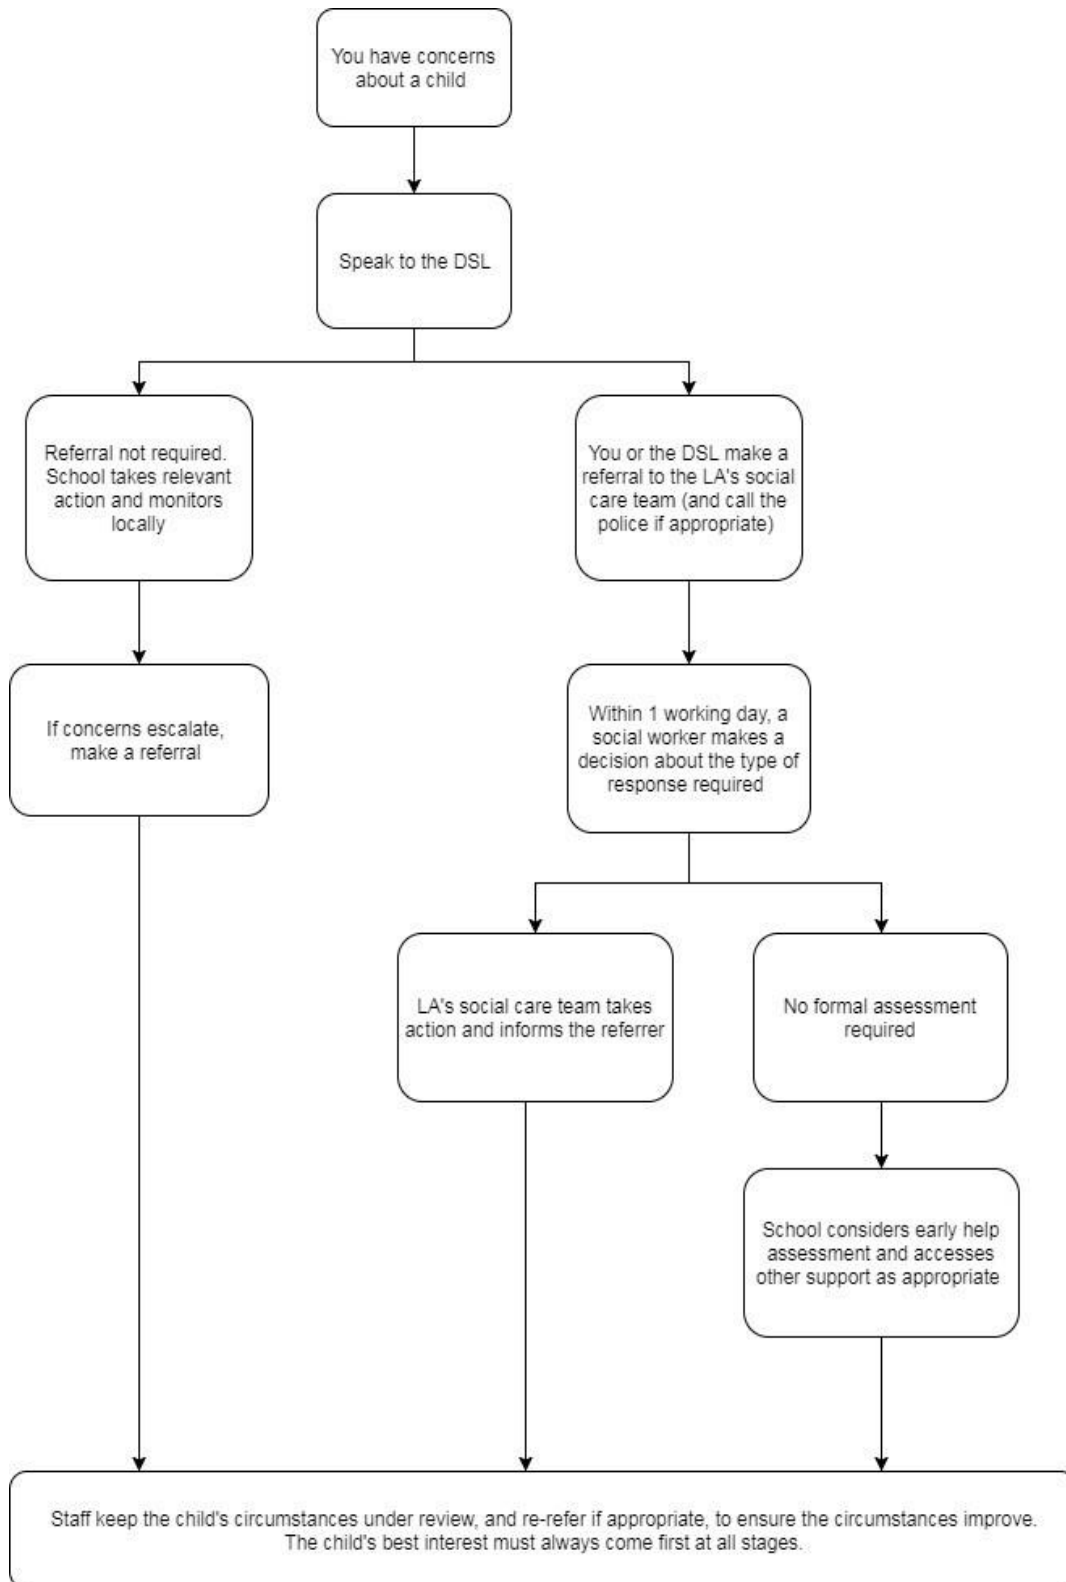 You have concerns
about a child
Speak to the DSL
Referral not required.
School takes relevant
action and monitors
locally
You or the DSL make a
referral to the LA's social
care team (and call the
police if appropriate)
If concerns escalate,
make a referral
Within 1 working day, a
social worker makes a
decision about the type of
response required
LA's social care team takes
action and informs the referrer
No formal assessment
required
School considers early help
assessment and accesses
other support as appropriate
Staff keep the child's circumstances under review, and re-refer if appropriate, to ensure the circumstances improve.
The child's best interest must always come first at all stages.